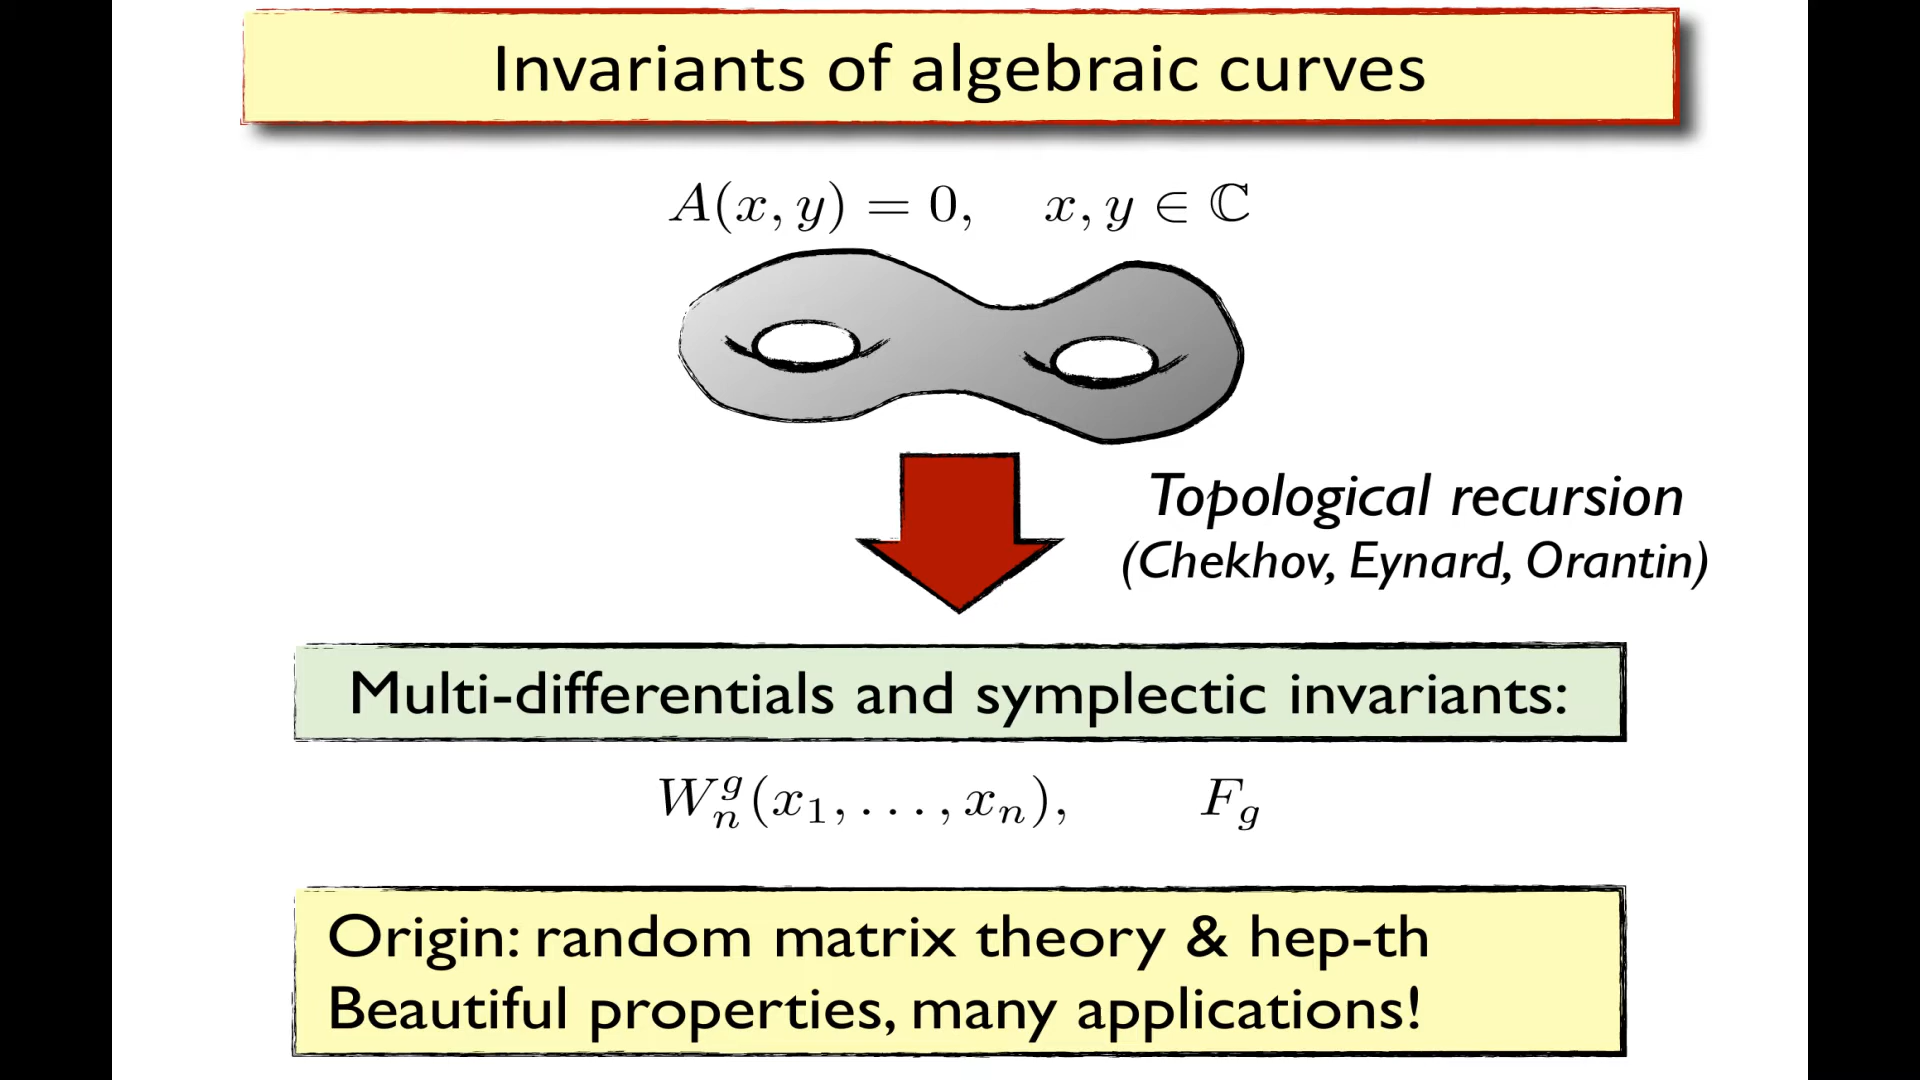 Invariants of algebraic curves
A(x, y) = 0, x, y ∈ ℂ
Topological recursion
(Chekhov, Eynard, Orantin)
Multi-differentials and symplectic invariants:
W_n^g(x_1, . . . , x_n), F_g
Origin: random matrix theory & hep-th
Beautiful properties, many applications!